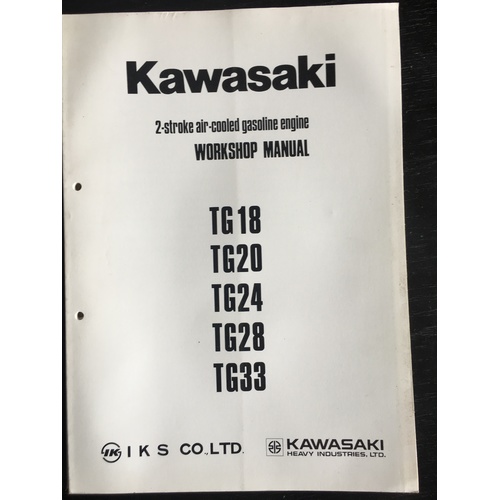 Kawasaki
2-stroke air-cooled gasoline engine
WORKSHOP MANUAL
TG18
TG20
TG24
TG28
TG33
IK IKS CO.,LTD. KAWASAKI
HEAVY INDUSTRIES, LTD.